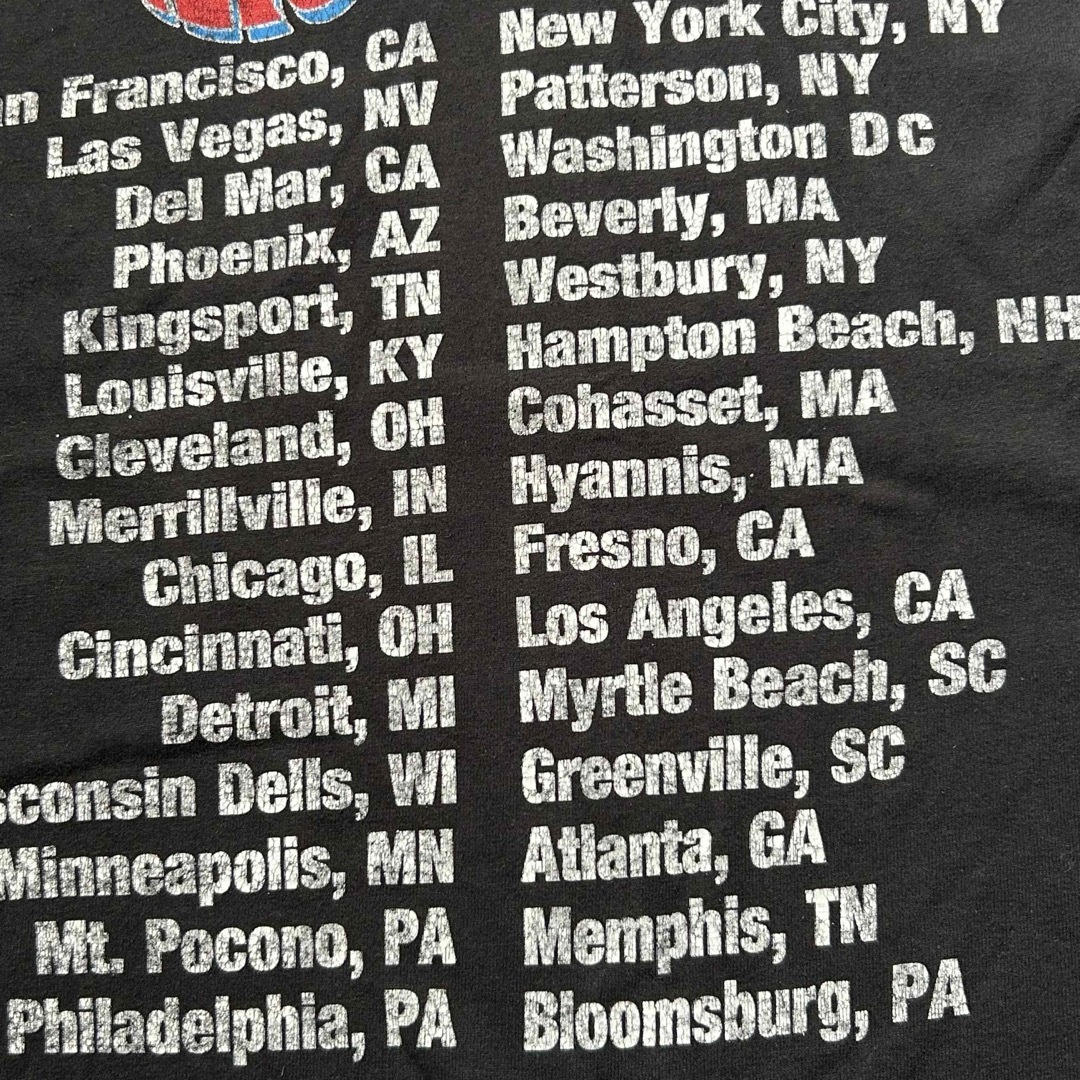 an Francisco, CA
Las Vegas, NV
Del Mar, CA
Phoenix, AZ
Kingsport, TN
Louisville, KY
Cleveland, OH
Merrillville, IN
Chicago, IL
Cincinnati, OH
Detroit, MI
sconsin Dells, WI
Minneapolis, MN
Mt. Pocono, PA
Philadelphia, PA
New York City, NY
Patterson, NY
Washington DC
Beverly, MA
Westbury, NY
Hampton Beach, NH
Cohasset, MA
Hyannis, MA
Fresno, CA
Los Angeles, CA
Myrtle Beach, SC
Greenville, SC
Atlanta, GA
Memphis, TN
Bloomsburg, PA